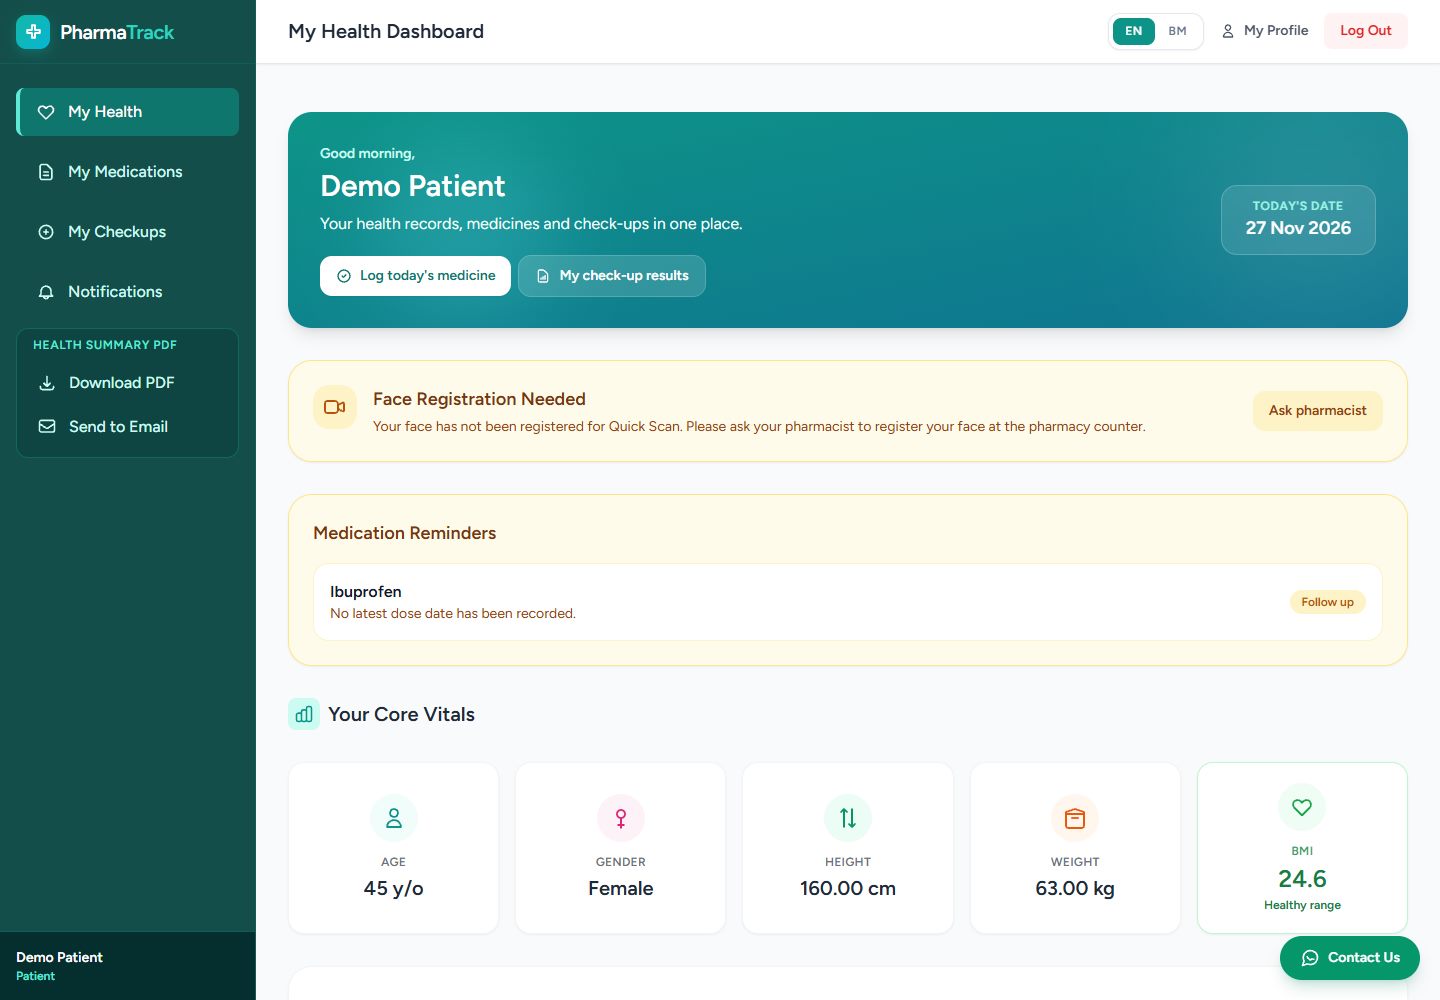 PharmaTrack
My Health
My Medications
My Checkups
Notifications
HEALTH SUMMARY PDF
Download PDF
Send to Email
Demo Patient
Patient
My Health Dashboard
EN
BM
My Profile
Log Out
Good morning,
Demo Patient
Your health records, medicines and check-ups in one place.
Log today's medicine
My check-up results
TODAY'S DATE
27 Nov 2026
Face Registration Needed
Your face has not been registered for Quick Scan. Please ask your pharmacist to register your face at the pharmacy counter.
Ask pharmacist
Medication Reminders
Ibuprofen
No latest dose date has been recorded.
Follow up
Your Core Vitals
AGE
45 y/o
GENDER
Female
HEIGHT
160.00 cm
WEIGHT
63.00 kg
BMI
24.6
Healthy range
Contact Us